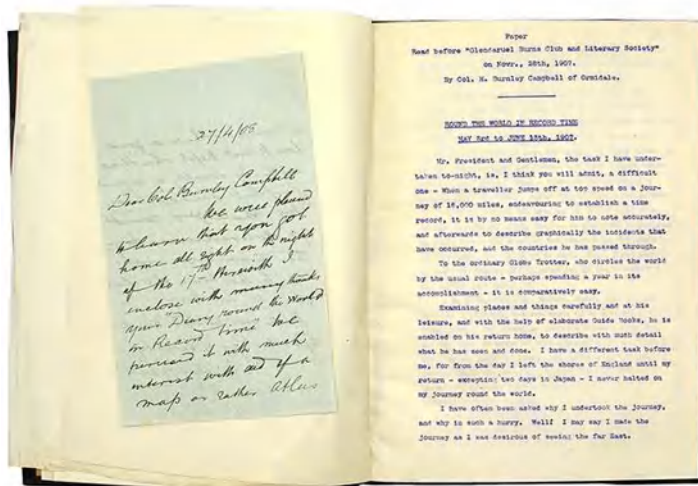 27/4/08
Dear Col. Burnley Campbell
We were pleased
to learn that you got
home all right on the night
of the 17th Herewith I
enclose with many thanks
your Diary round the World
in Record time" We
perused it with much
interest with aid of a
map or rather Atlas
Paper
Read before "Glendaruel Burns Club and Literary Society"
on Novr., 28th, 1907.
By Col. H. Burnley Campbell of Ormidale.
ROUND THE WORLD IN RECORD TIME
MAY 3rd to JUNE 13th, 1907.
Mr. President and Gentlemen, the task I have under-
taken to-night, is, I think you will admit, a difficult
one - When a traveller jumps off at top speed on a jour-
ney of 18,000 miles, endeavouring to establish a time
record, it is by no means easy for him to note accurately,
and afterwards to describe graphically the incidents that
have occurred, and the countries he has passed through.
To the ordinary Globe Trotter, who circles the world
by the usual route - perhaps spending a year in its
accomplishment - it is comparatively easy.
Examining places and things carefully and at his
leisure, and with the help of elaborate Guide Books, he is
enabled on his return home, to describe with much detail
what he has seen and done. I have a different task before
me, for from the day I left the shores of England until my
return - excepting two days in Japan - I never halted on
my journey round the world.
I have often been asked why I undertook the journey,
and why in such a hurry. Well! I may say I made the
journey as I was desirous of seeing the far East.